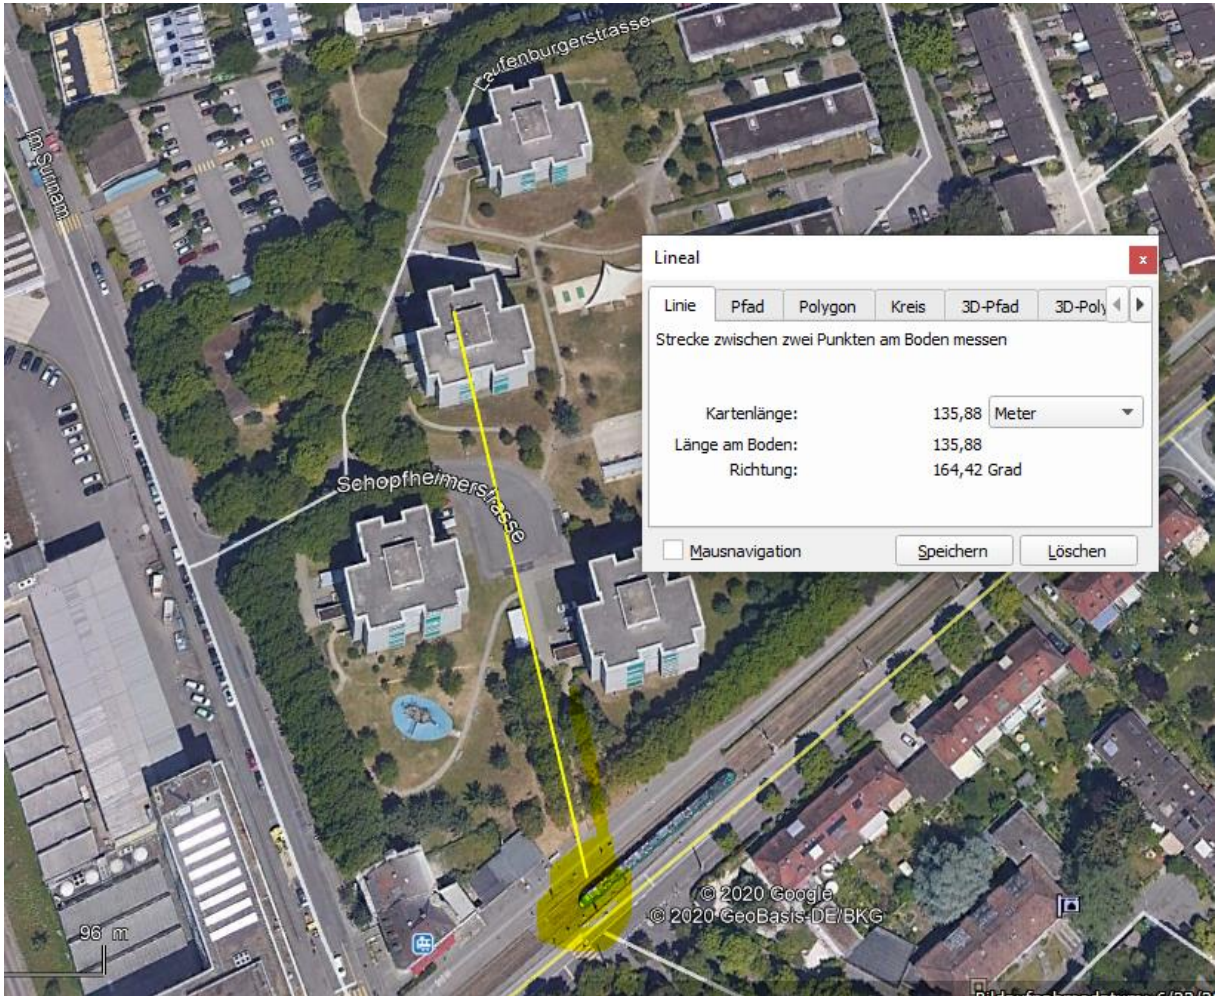 Laufenburgerstrasse
Im Surinam
Lineal
Linie Pfad Polygon Kreis 3D-Pfad 3D-Poly
Strecke zwischen zwei Punkten am Boden messen
Kartenlänge: 135,88 Meter
Länge am Boden: 135,88
Richtung: 164,42 Grad
Schopfheimerstrasse
Mausnavigation Speichern Löschen
© 2020 Google
© 2020 GeoBasis-DE/BKG
96 m